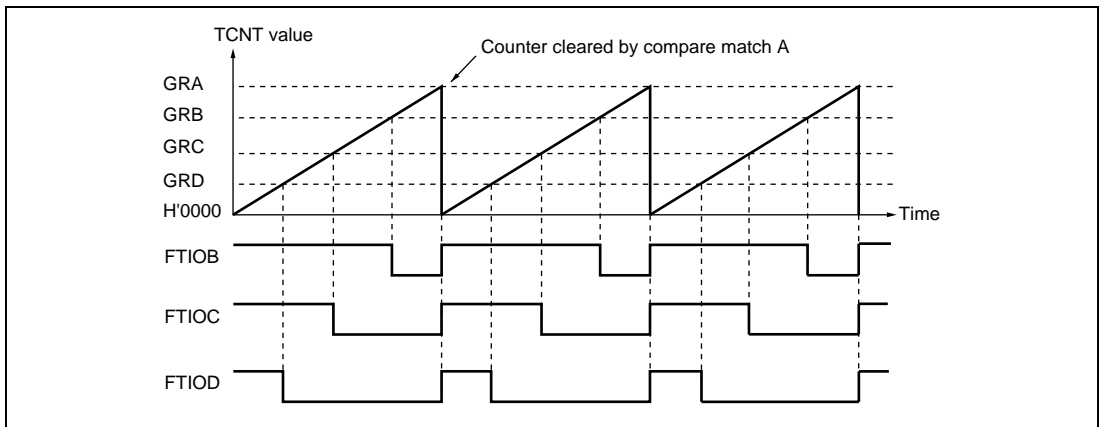 TCNT value
Counter cleared by compare match A
GRA
GRB
GRC
GRD
H'0000
Time
FTIOB
FTIOC
FTIOD